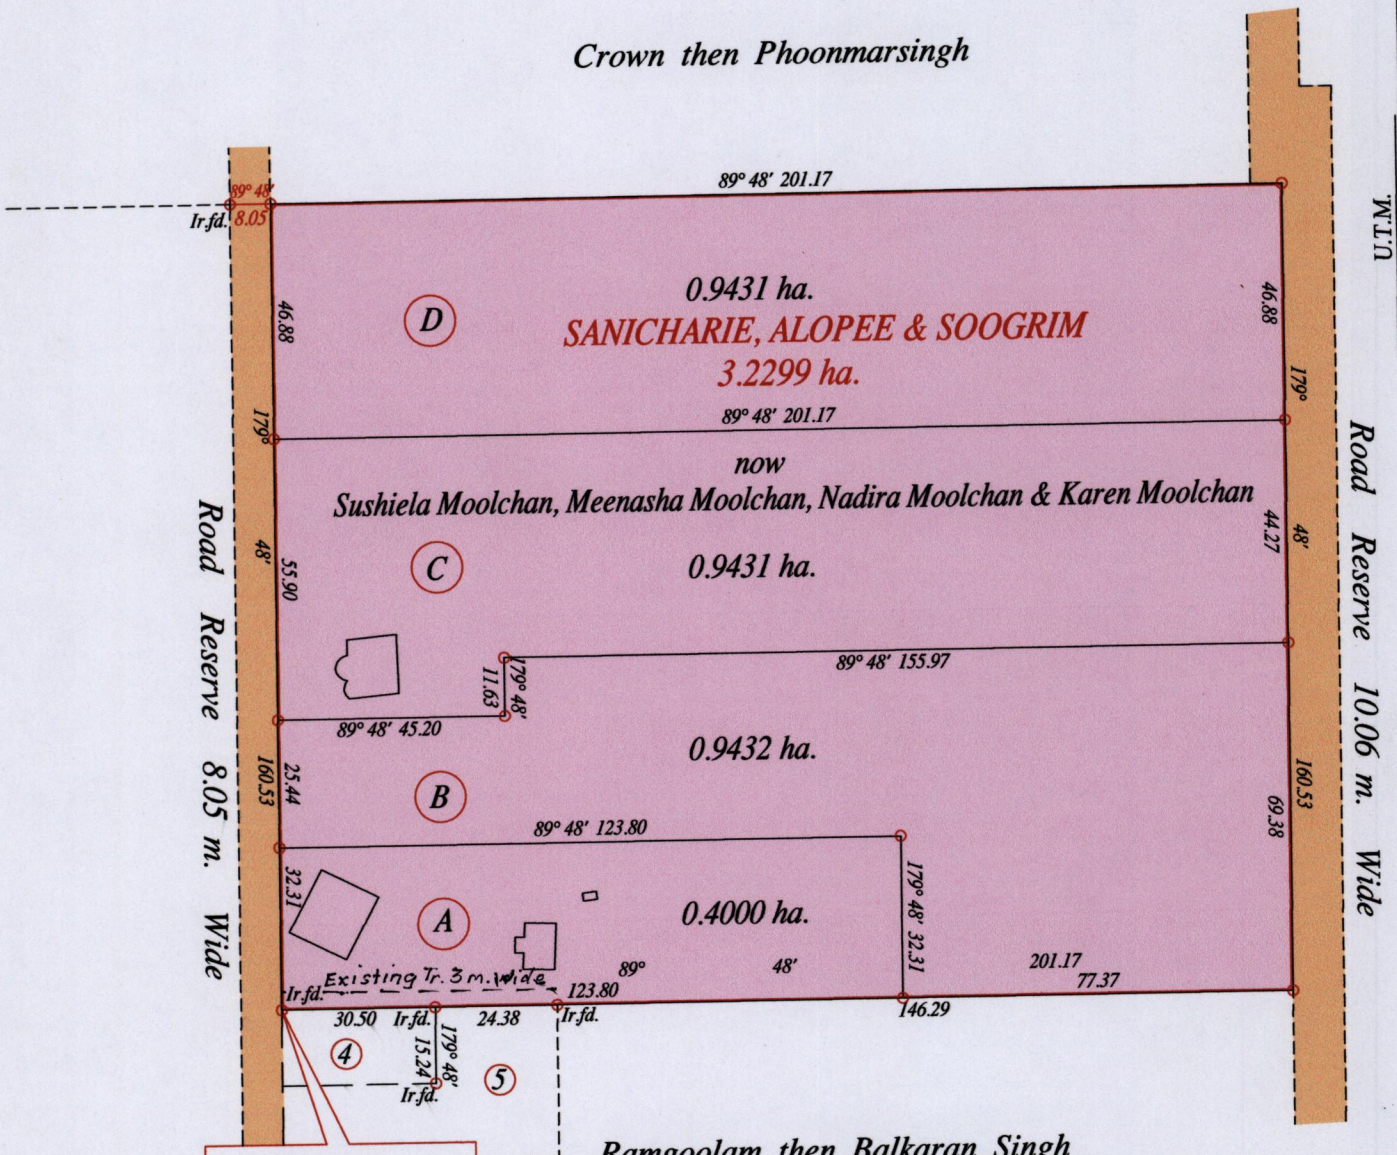 Crown then Phoonmarsingh
89° 48' 201.17
89° 48'
Ir.fd. 8.05
U.T.M.
46.88
D
0.9431 ha.
SANICHARIE, ALOPEE & SOOGRIM
3.2299 ha.
46.88
179°
89° 48' 201.17
179°
now
Sushiela Moolchan, Meenasha Moolchan, Nadira Moolchan & Karen Moolchan
Road Reserve 8.05 m. Wide
48'
55.90
C
0.9431 ha.
44.27
48'
Road Reserve 10.06 m. Wide
179° 48'
11.63
89° 48' 155.97
89° 48' 45.20
0.9432 ha.
160.53
25.44
B
69.38
160.53
89° 48' 123.80
32.31
A
0.4000 ha.
179° 48' 32.31
89° 48'
201.17
77.37
Existing Tr. 3 m. Wide
Ir.fd.
123.80
30.50
Ir.fd.
24.38
Ir.fd.
146.29
4
15.24
179° 48'
5
Ir.fd.
Ramgoolam then Balkaran Singh